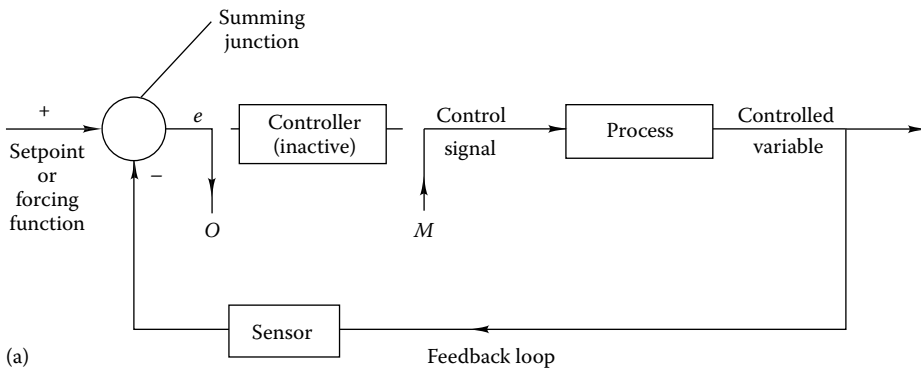 Summing
junction
+
e
Controller
(inactive)
Control
signal
Process
Controlled
variable
Setpoint
or
forcing
function
−
O
M
Sensor
Feedback loop
(a)